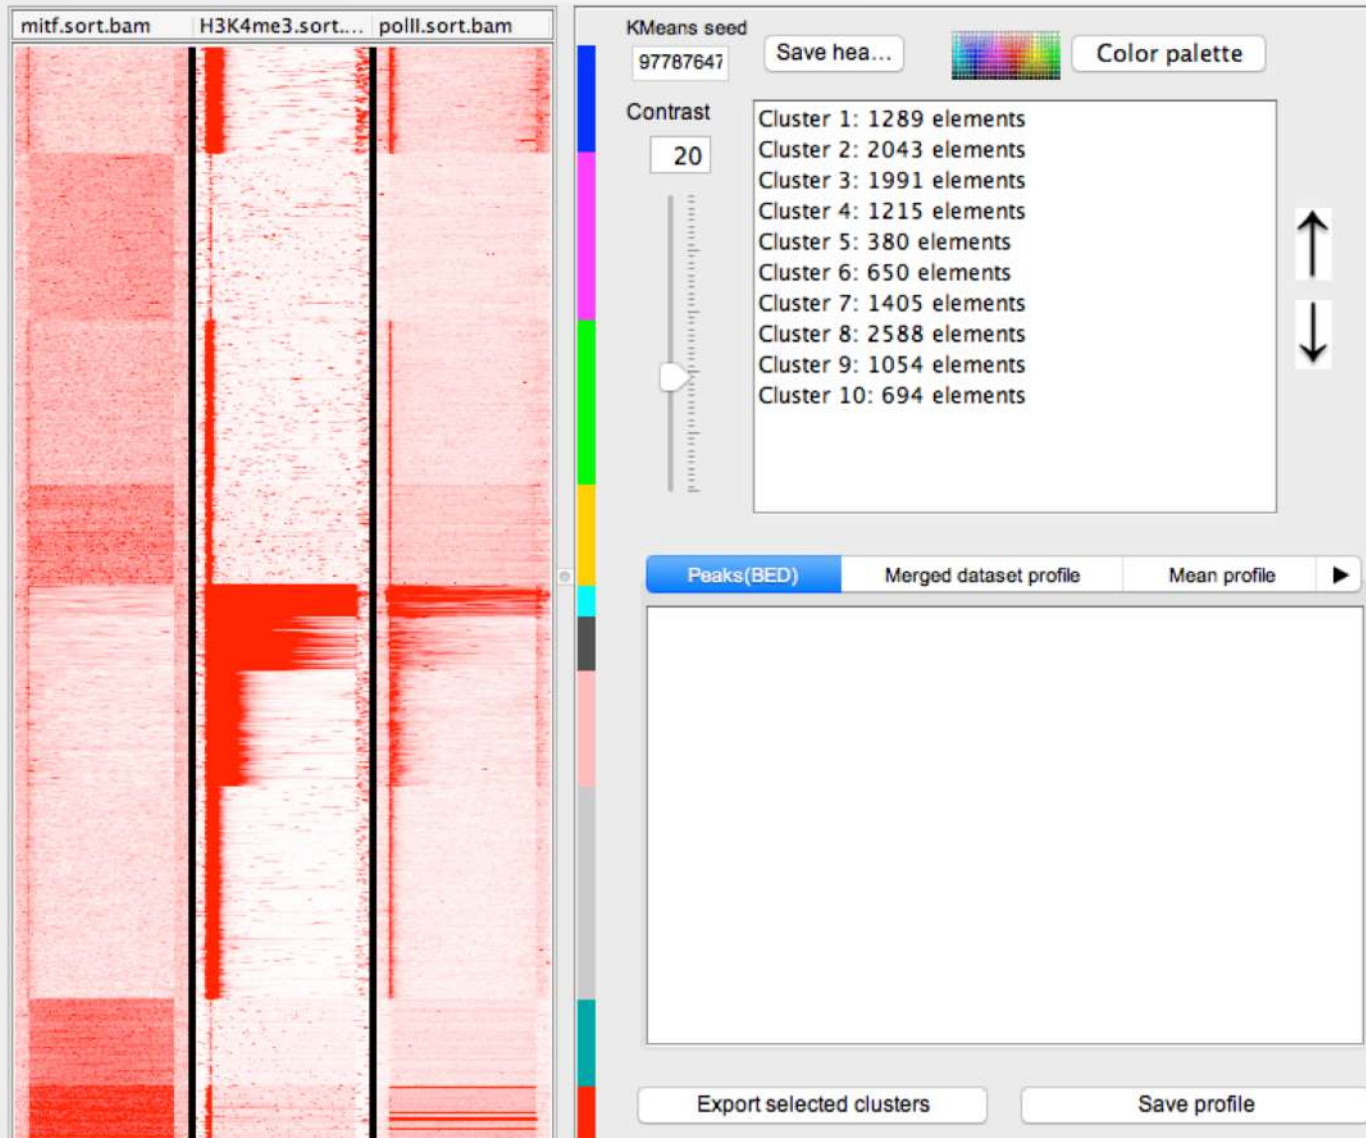 mitf.sort.bam
H3K4me3.sort....
polII.sort.bam
KMeans seed
97787647
Save hea...
Color palette
Contrast
20
Cluster 1: 1289 elements
Cluster 2: 2043 elements
Cluster 3: 1991 elements
Cluster 4: 1215 elements
Cluster 5: 380 elements
Cluster 6: 650 elements
Cluster 7: 1405 elements
Cluster 8: 2588 elements
Cluster 9: 1054 elements
Cluster 10: 694 elements
Peaks(BED)
Merged dataset profile
Mean profile
Export selected clusters
Save profile